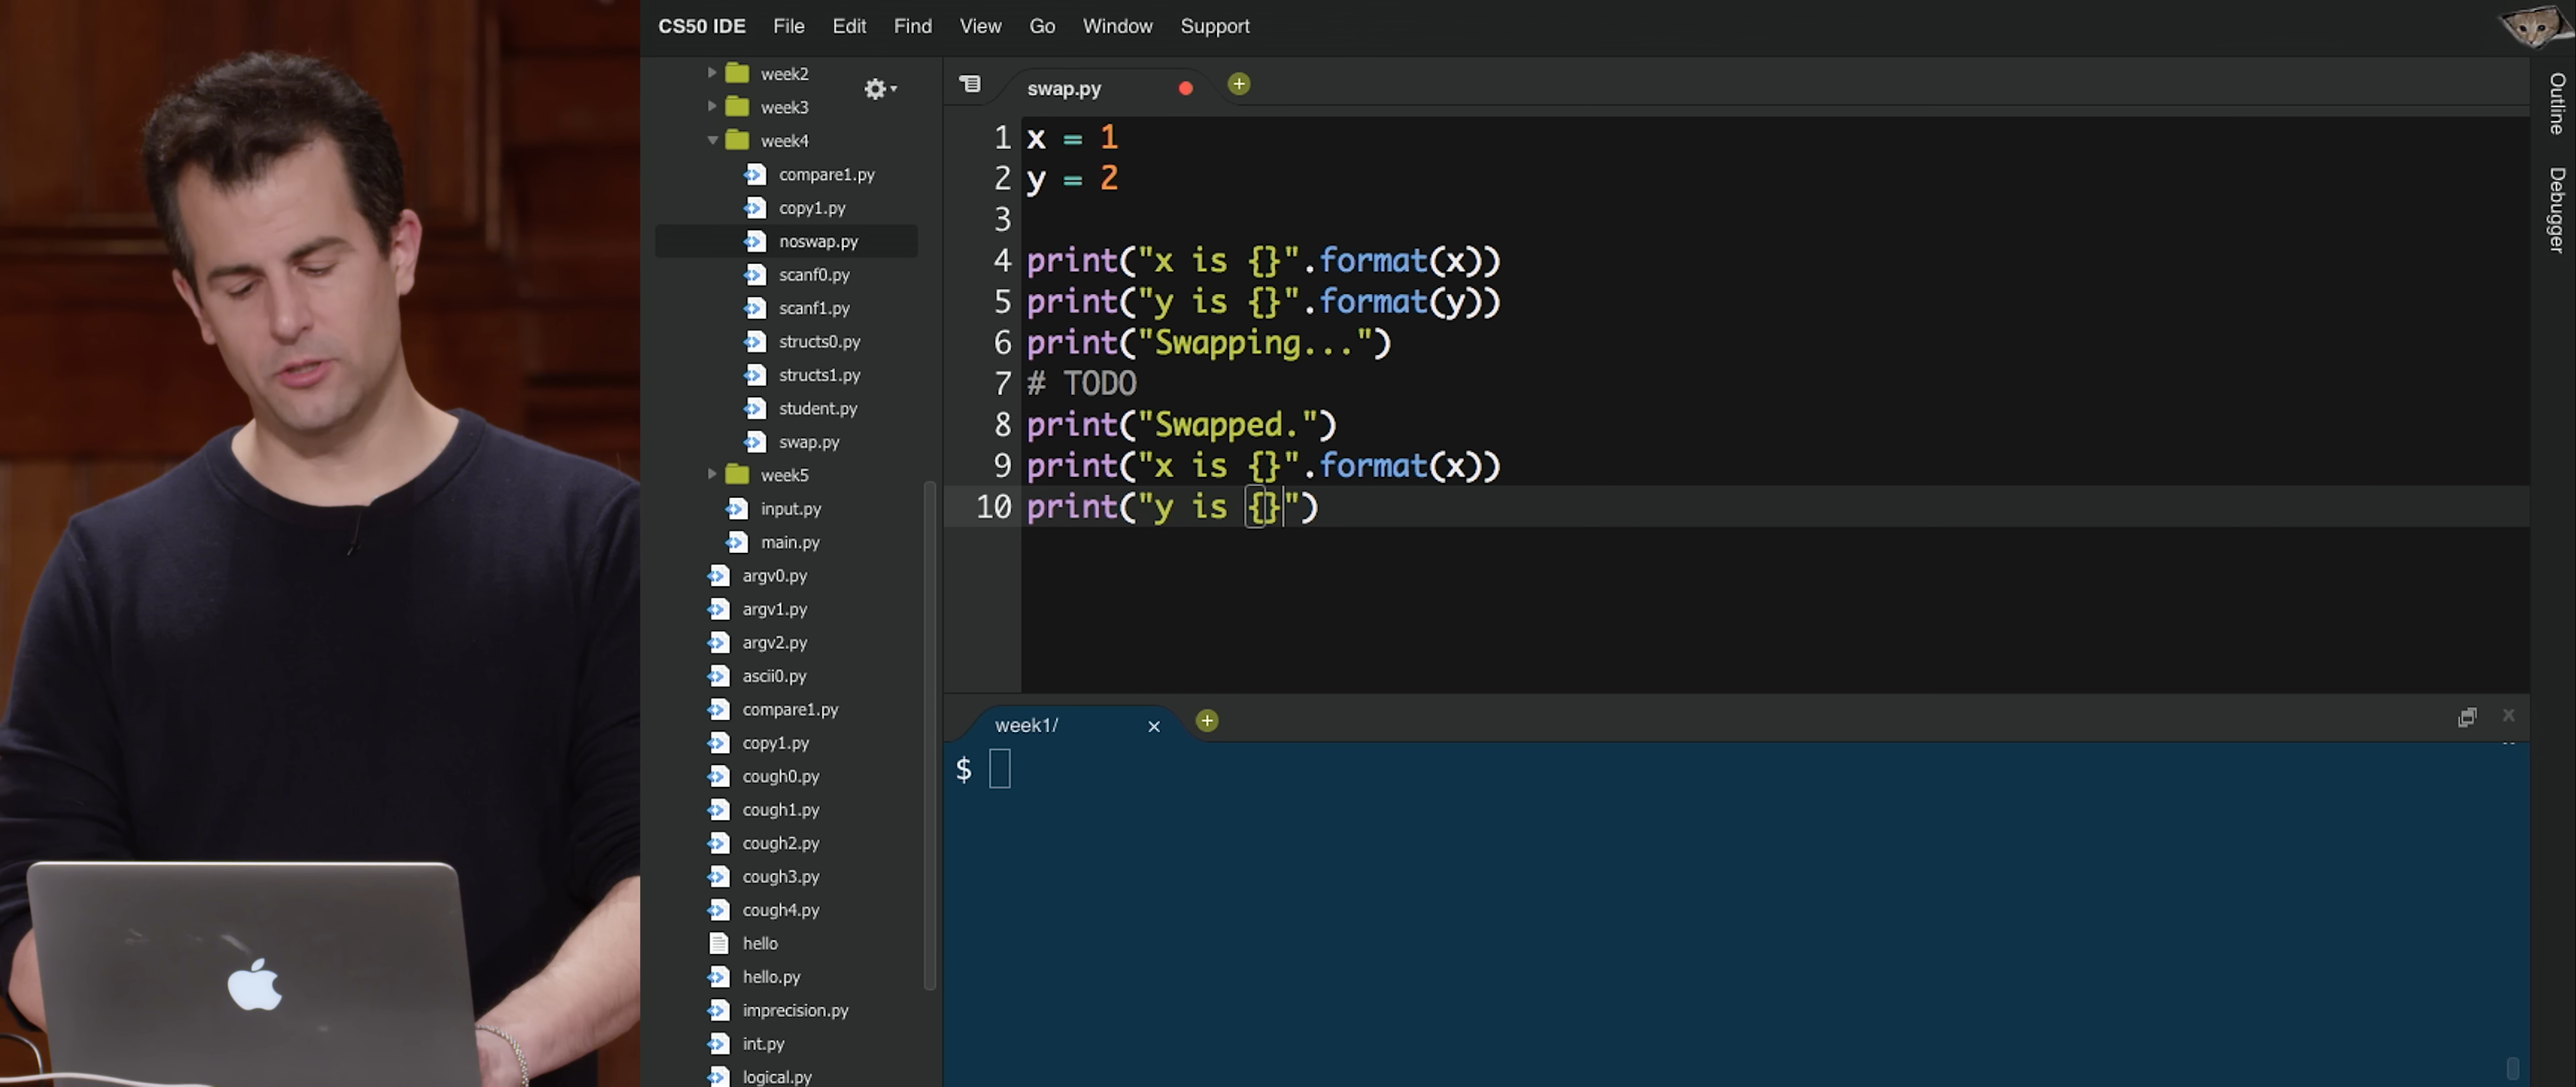 CS50 IDE File Edit Find View Go Window Support
week2
week3
week4
compare1.py
copy1.py
noswap.py
scanf0.py
scanf1.py
structs0.py
structs1.py
student.py
swap.py
week5
input.py
main.py
argv0.py
argv1.py
argv2.py
ascii0.py
compare1.py
copy1.py
cough0.py
cough1.py
cough2.py
cough3.py
cough4.py
hello
hello.py
imprecision.py
int.py
logical.py
swap.py
1 x = 1
2 y = 2
3
4 print("x is {}".format(x))
5 print("y is {}".format(y))
6 print("Swapping...")
7 # TODO
8 print("Swapped.")
9 print("x is {}".format(x))
10 print("y is {}")
week1/
$
Outline
Debugger